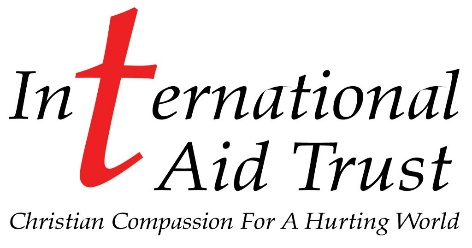 International
Aid Trust
Christian Compassion For A Hurting World